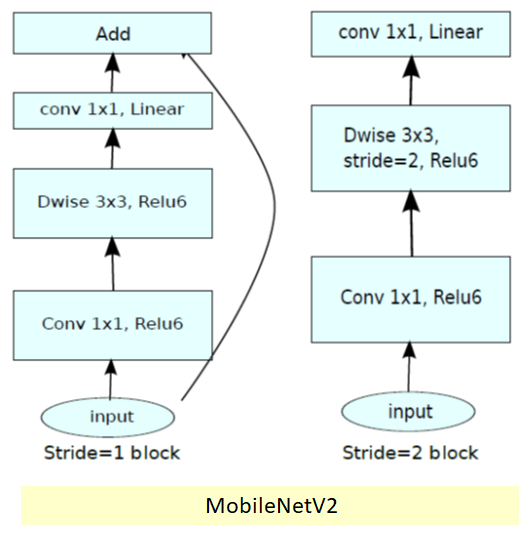 Add
conv 1x1, Linear
Dwise 3x3, Relu6
Conv 1x1, Relu6
input
Stride=1 block
conv 1x1, Linear
Dwise 3x3,
stride=2, Relu6
Conv 1x1, Relu6
input
Stride=2 block
MobileNetV2